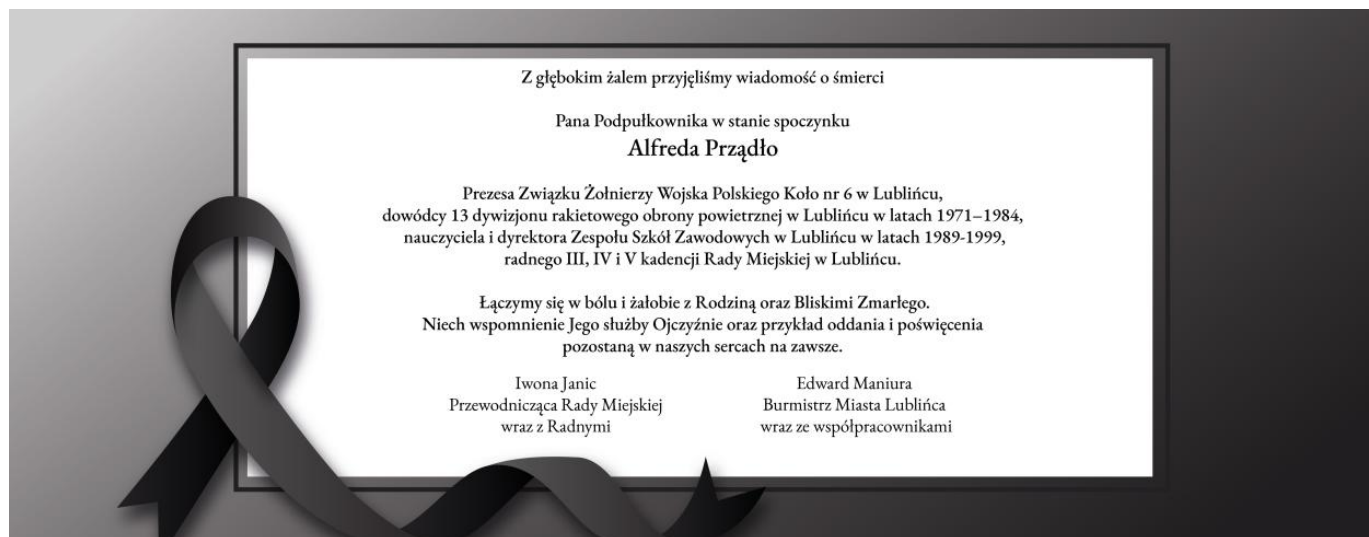 Z głębokim żalem przyjęliśmy wiadomość o śmierci
Pana Podpułkownika w stanie spoczynku
Alfreda Prządło
Prezesa Związku Żołnierzy Wojska Polskiego Koło nr 6 w Lublińcu,
dowódcy 13 dywizjonu rakietowego obrony powietrznej w Lublińcu w latach 1971–1984,
nauczyciela i dyrektora Zespołu Szkół Zawodowych w Lublińcu w latach 1989-1999,
radnego III, IV i V kadencji Rady Miejskiej w Lublińcu.
Łączymy się w bólu i żałobie z Rodziną oraz Bliskimi Zmarłego.
Niech wspomnienie Jego służby Ojczyźnie oraz przykład oddania i poświęcenia
pozostaną w naszych sercach na zawsze.
Iwona Janic
Przewodnicząca Rady Miejskiej
wraz z Radnymi
Edward Maniura
Burmistrz Miasta Lublińca
wraz ze współpracownikami